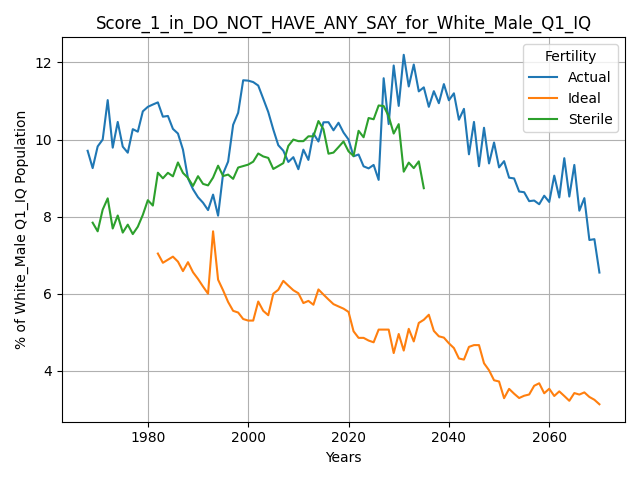 Score_1_in_DO_NOT_HAVE_ANY_SAY_for_White_Male_Q1_IQ
Fertility
Actual
Ideal
Sterile
% of White_Male Q1_IQ Population
12
10
8
6
4
1980 2000 2020 2040 2060
Years